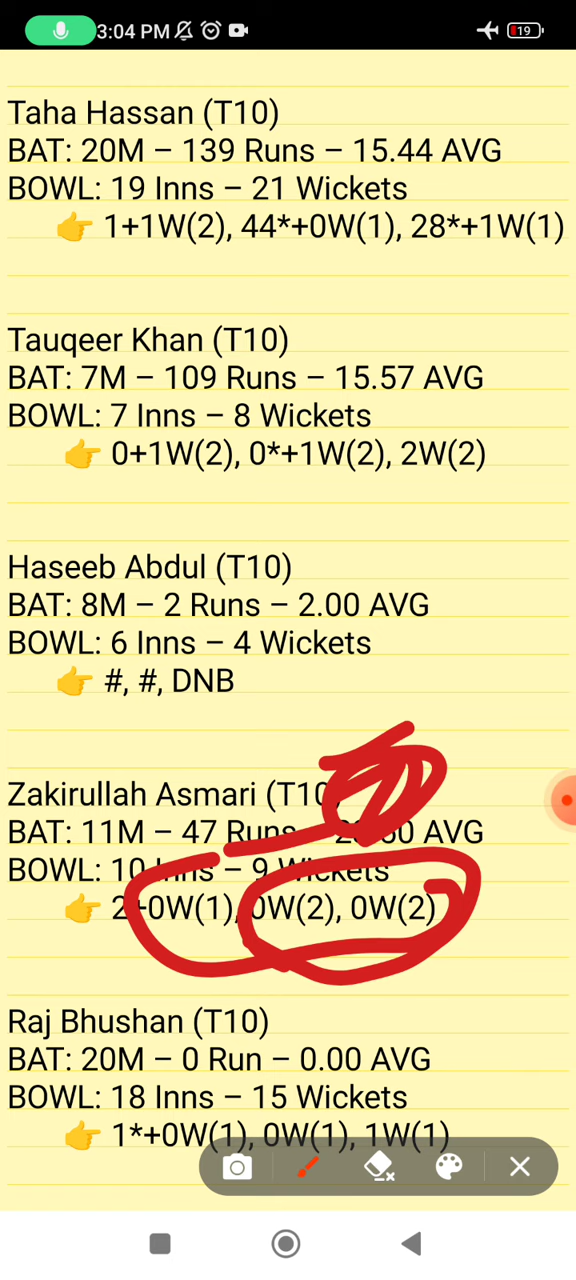 3:04 PM
19
Taha Hassan (T10)
BAT: 20M – 139 Runs – 15.44 AVG
BOWL: 19 Inns – 21 Wickets
👉 1+1W(2), 44*+0W(1), 28*+1W(1)
Tauqeer Khan (T10)
BAT: 7M – 109 Runs – 15.57 AVG
BOWL: 7 Inns – 8 Wickets
👉 0+1W(2), 0*+1W(2), 2W(2)
Haseeb Abdul (T10)
BAT: 8M – 2 Runs – 2.00 AVG
BOWL: 6 Inns – 4 Wickets
👉 #, #, DNB
Zakirullah Asmari (T10)
BAT: 11M – 47 Runs – AVG
BOWL: 10 Inns – 9 Wickets
👉 2+0W(1), 0W(2), 0W(2)
Raj Bhushan (T10)
BAT: 20M – 0 Run – 0.00 AVG
BOWL: 18 Inns – 15 Wickets
👉 1*+0W(1), 0W(1), 1W(1)